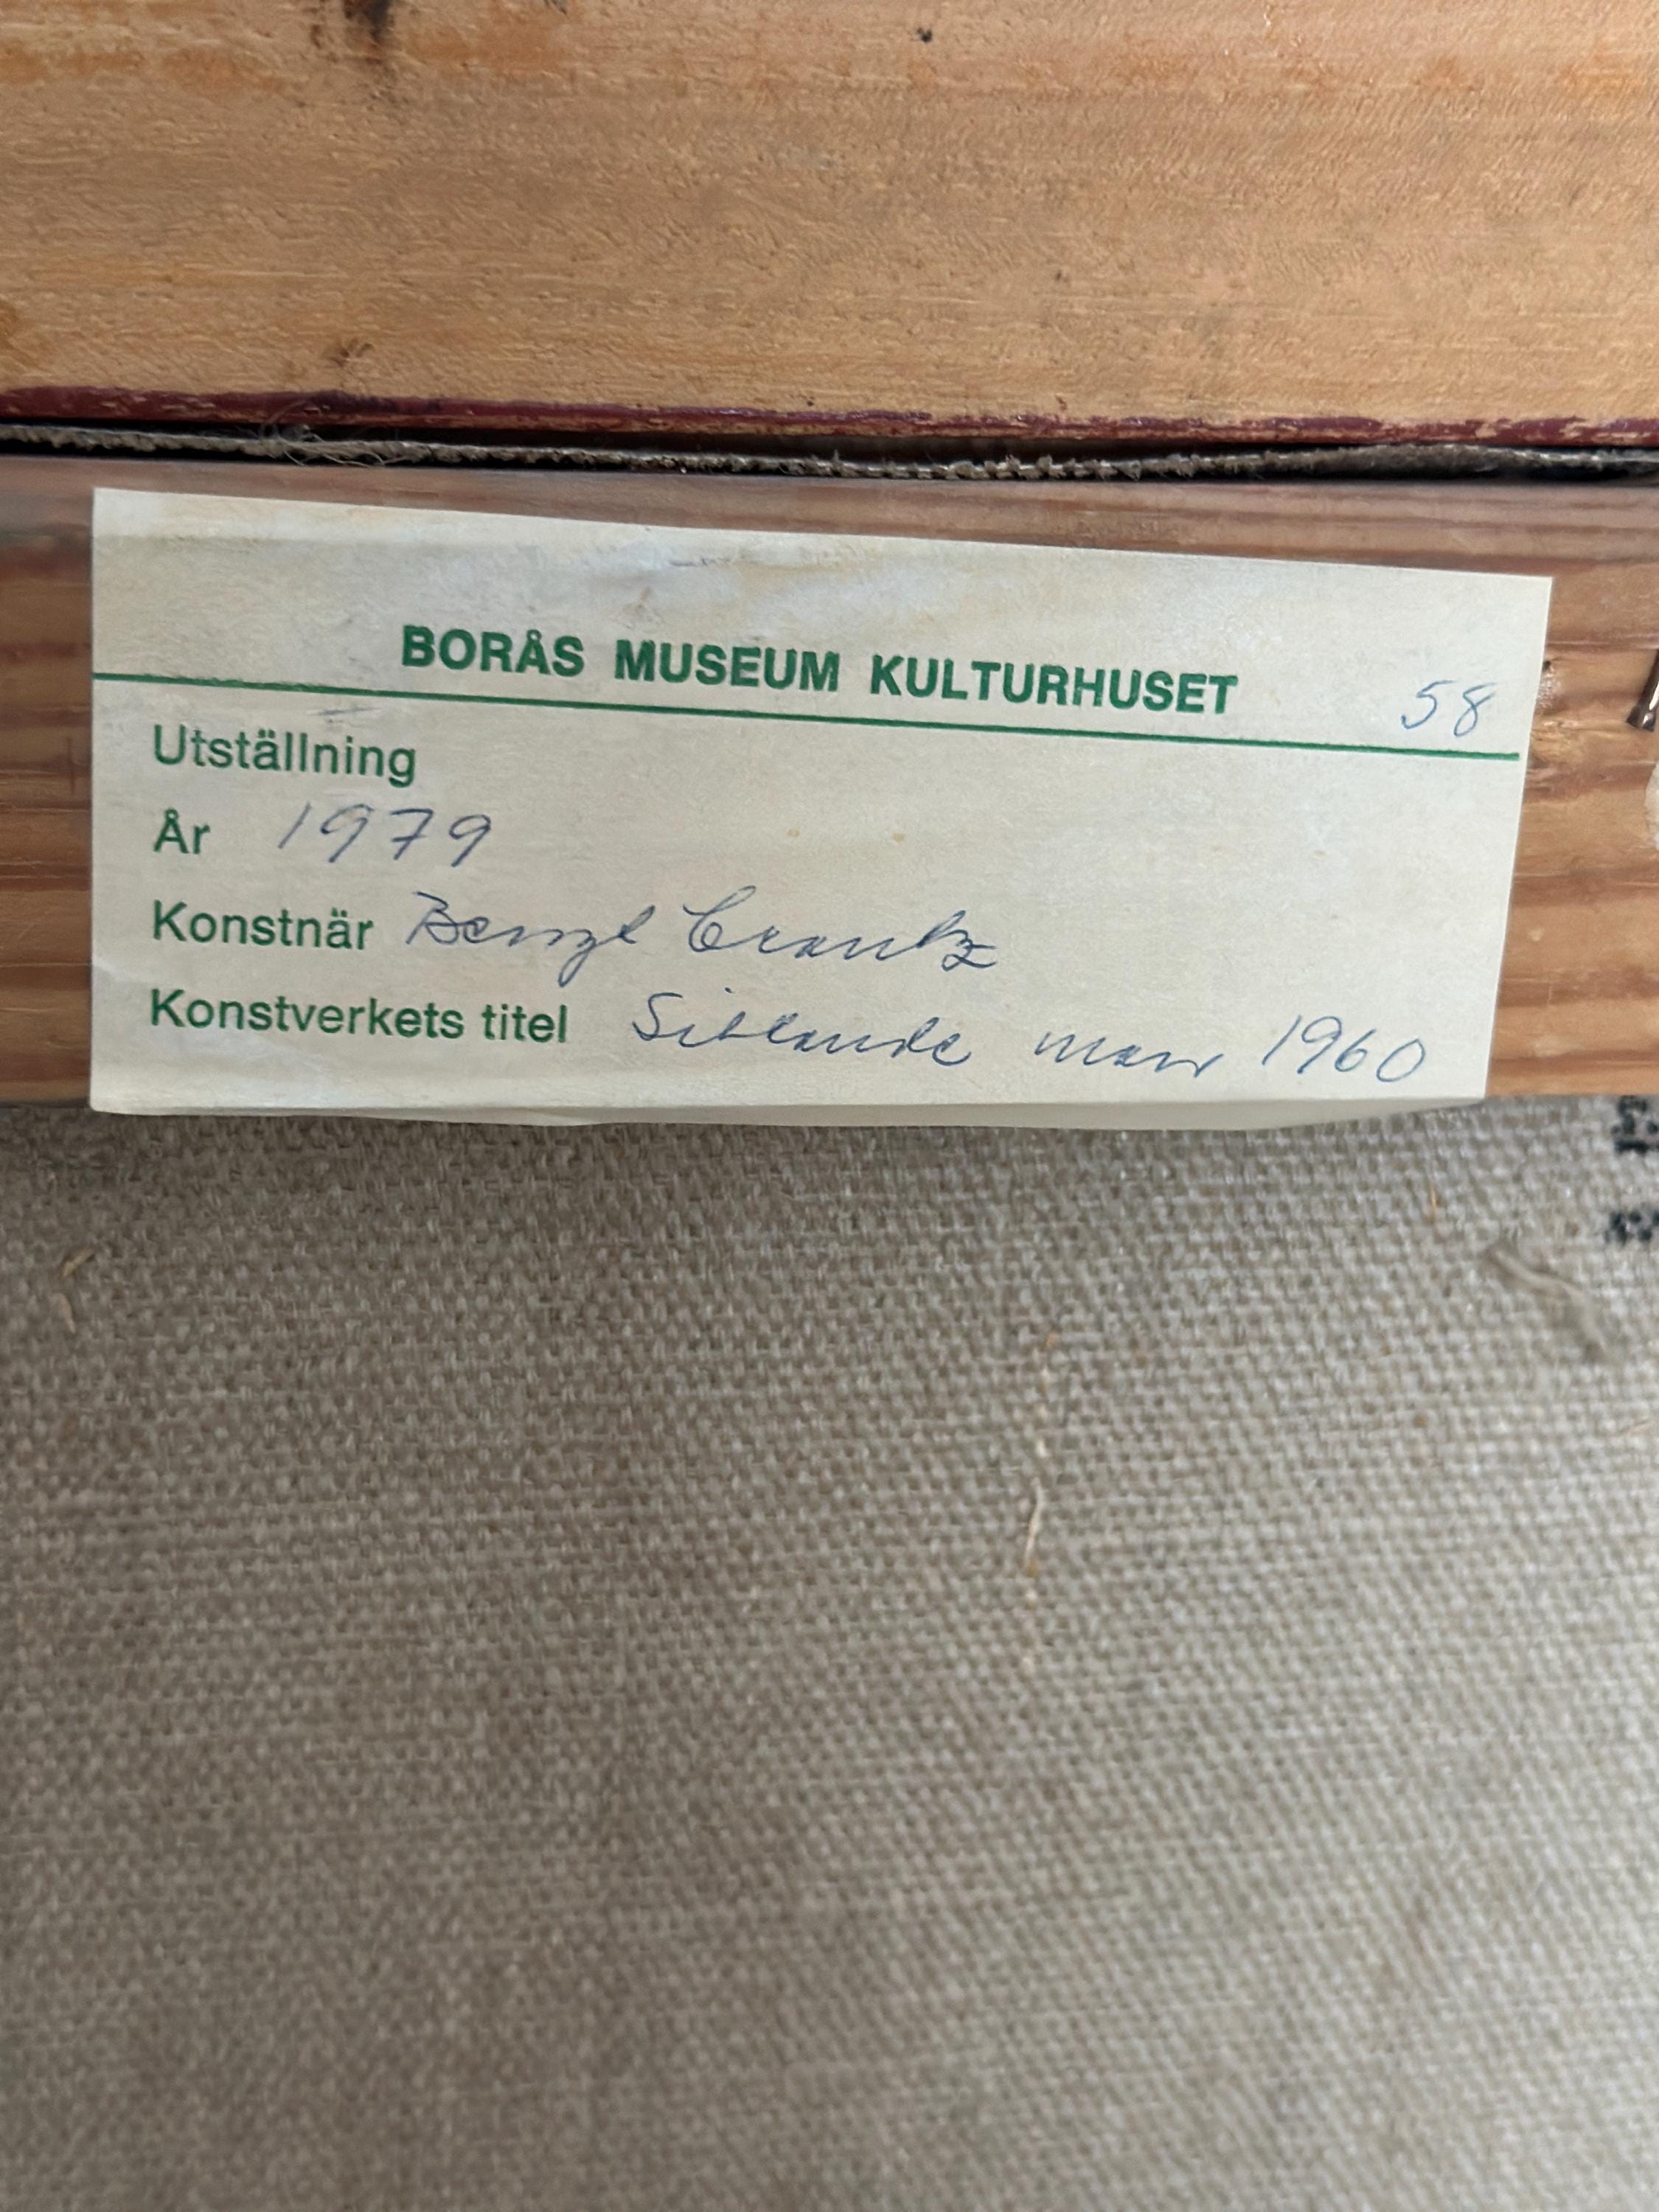 BORÅS MUSEUM KULTURHUSET 58
Utställning
År 1979
Konstnär Bengt Crantz
Konstverkets titel Sittande man 1960